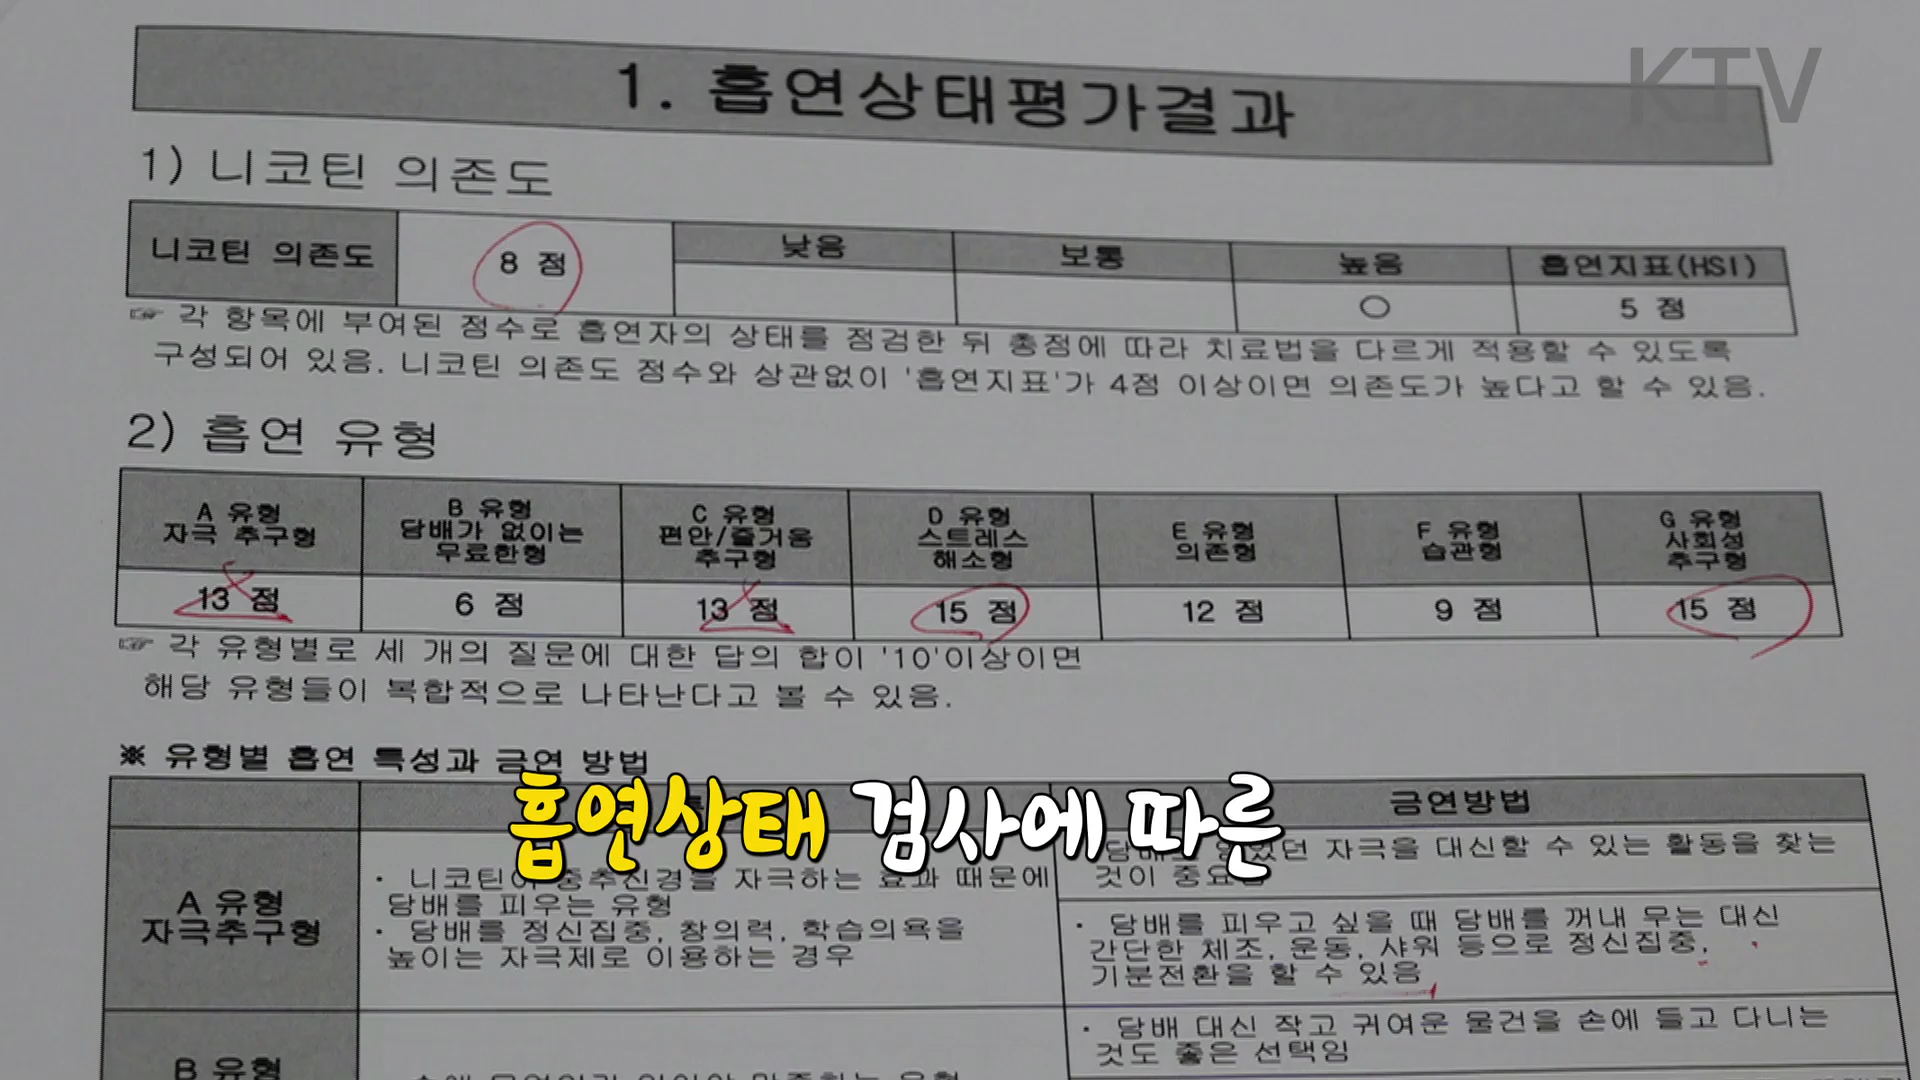 KTV
1. 흡연상태평가결과
1) 니코틴 의존도
니코틴 의존도
8 점
낮음
보통
높음
흡연지표(HSI)
○
5 점
☞ 각 항목에 부여된 점수로 흡연자의 상태를 점검한 뒤 총점에 따라 치료법을 다르게 적용할 수 있도록
구성되어 있음. 니코틴 의존도 점수와 상관없이 '흡연지표'가 4점 이상이면 의존도가 높다고 할 수 있음.
2) 흡연 유형
A 유형
자극 추구형
B 유형
담배가 없이는
무료한형
C 유형
편안/즐거움
추구형
D 유형
스트레스
해소형
E 유형
의존형
F 유형
습관형
G 유형
사회성
추구형
13 점
6 점
13 점
15 점
12 점
9 점
15 점
☞ 각 유형별로 세 개의 질문에 대한 답의 합이 '10'이상이면
해당 유형들이 복합적으로 나타난다고 볼 수 있음.
※ 유형별 흡연 특성과 금연 방법
금연방법
흡연상태 검사에 따른
A 유형
자극추구형
· 니코틴이 중추신경을 자극하는 효과 때문에
담배를 피우는 유형
· 담배를 정신집중, 창의력, 학습의욕을
높이는 자극제로 이용하는 경우
자극을 대신할 수 있는 활동을 찾는
것이
· 담배를 피우고 싶을 때 담배를 꺼내 무는 대신
간단한 체조, 운동, 샤워 등으로 정신집중,
기분전환을 할 수 있음
B 유형
· 담배 대신 작고 귀여운 물건을 손에 들고 다니는
것도 좋은 선택임